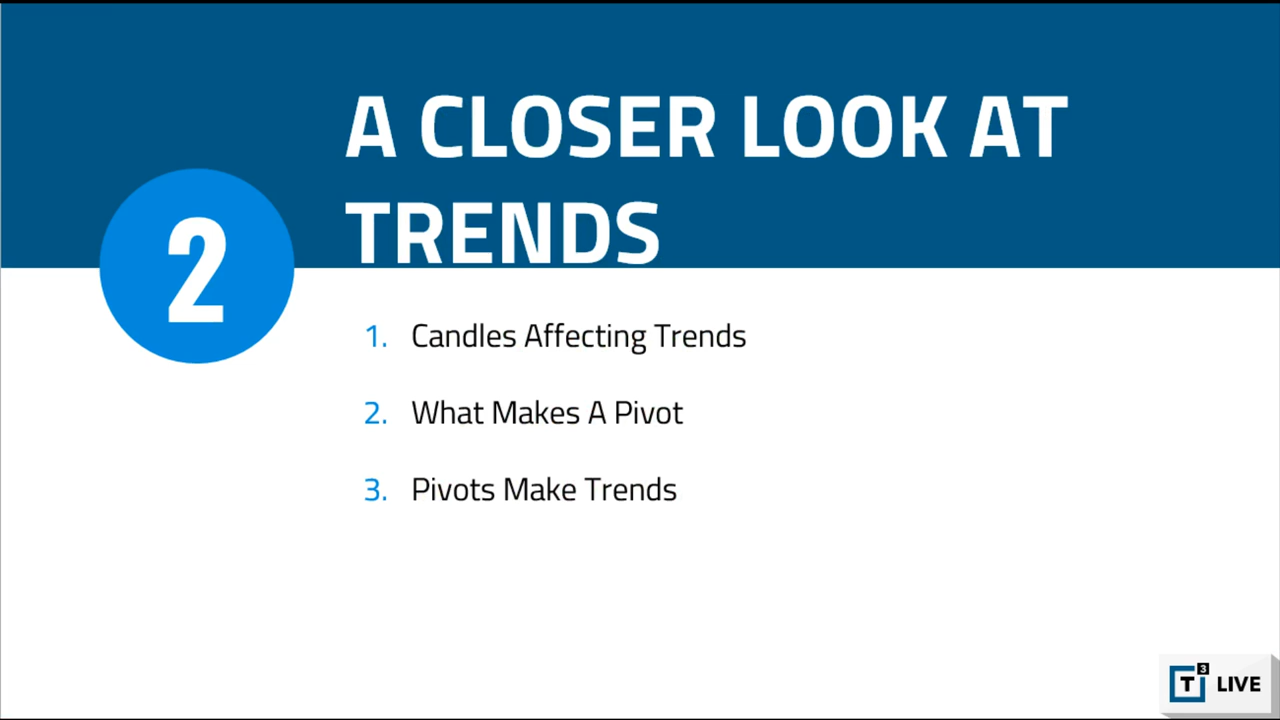 A CLOSER LOOK AT
TRENDS
2
1. Candles Affecting Trends
2. What Makes A Pivot
3. Pivots Make Trends
T3 LIVE